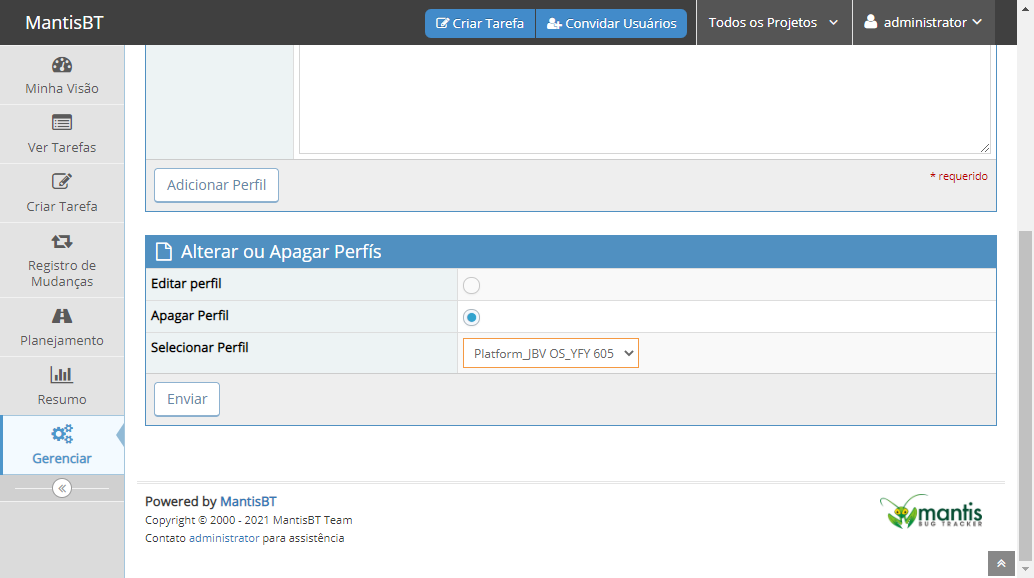 MantisBT
Criar Tarefa
Convidar Usuários
Todos os Projetos
administrator
Minha Visão
Ver Tarefas
Criar Tarefa
Registro de
Mudanças
Planejamento
Resumo
Gerenciar
Adicionar Perfil
* requerido
Alterar ou Apagar Perfís
Editar perfil
Apagar Perfil
Selecionar Perfil
Platform_JBV OS_YFY 605
Enviar
Powered by MantisBT
Copyright © 2000 - 2021 MantisBT Team
Contato administrator para assistência
mantis
BUG TRACKER